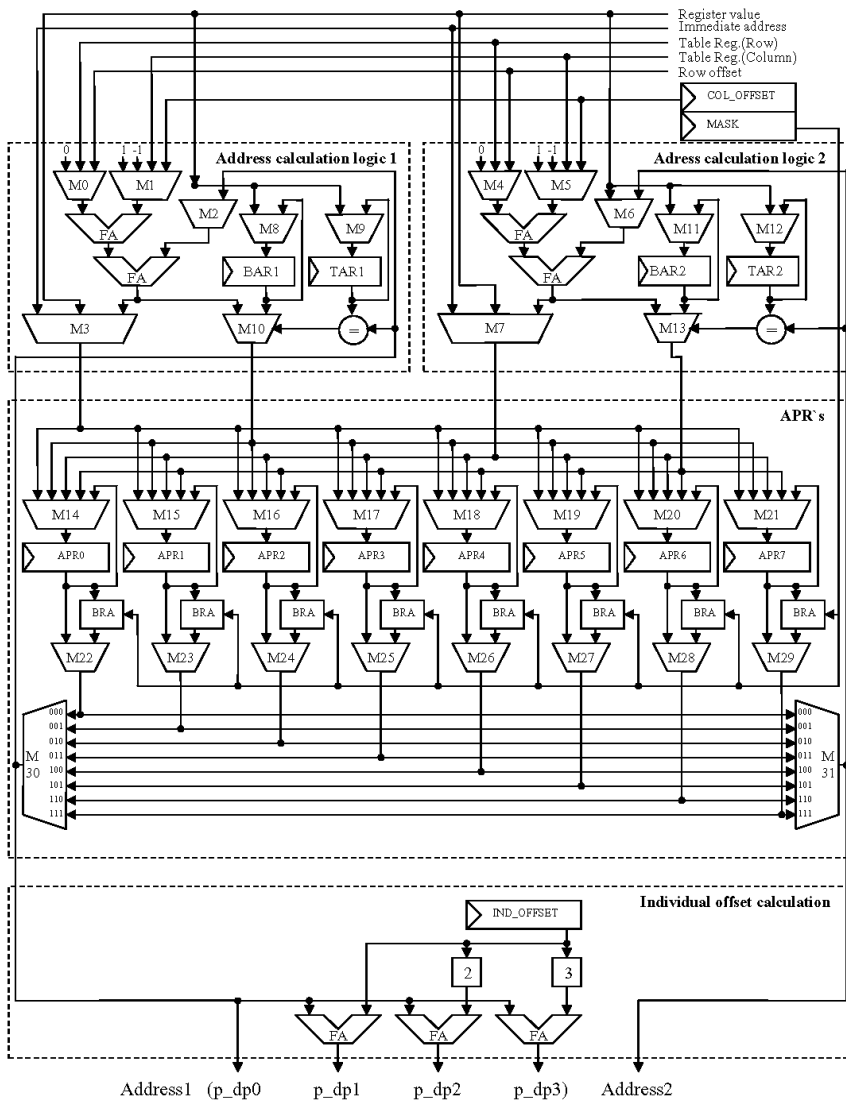 Register value
Immediate address
Table Reg.(Row)
Table Reg.(Column)
Row offset
COL_OFFSET
MASK
Address calculation logic 1
Adress calculation logic 2
0 1 -1
0 1 -1
M0 M1 M2 M8 M9
M4 M5 M6 M11 M12
FA FA
FA FA
BAR1 TAR1
BAR2 TAR2
M3 M10 =
M7 M13 =
APR`s
M14 M15 M16 M17 M18 M19 M20 M21
APR0 APR1 APR2 APR3 APR4 APR5 APR6 APR7
BRA BRA BRA BRA BRA BRA BRA BRA
M22 M23 M24 M25 M26 M27 M28 M29
000 000
001 001
010 010
M 30 011 011 M 31
100 100
101 101
110 110
111 111
Individual offset calculation
IND_OFFSET
2 3
FA FA FA
Address1 (p_dp0 p_dp1 p_dp2 p_dp3) Address2